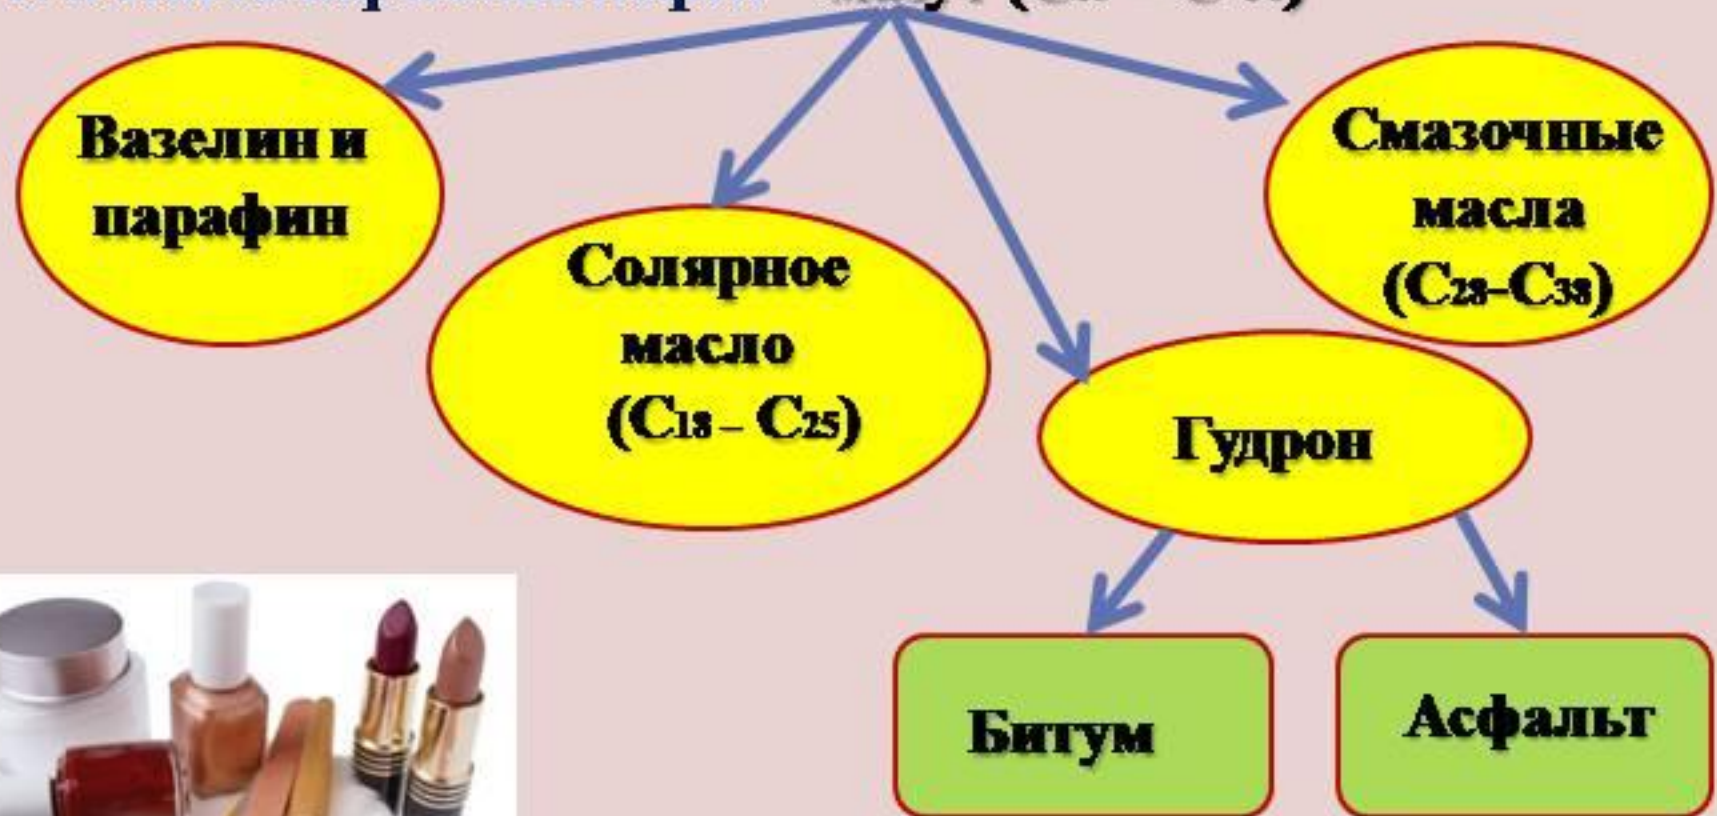 Вазелин и
парафин
Солярное
масло
(C₁₈ – C₂₅)
Смазочные
масла
(C₂₈–C₃₈)
Гудрон
Битум
Асфальт